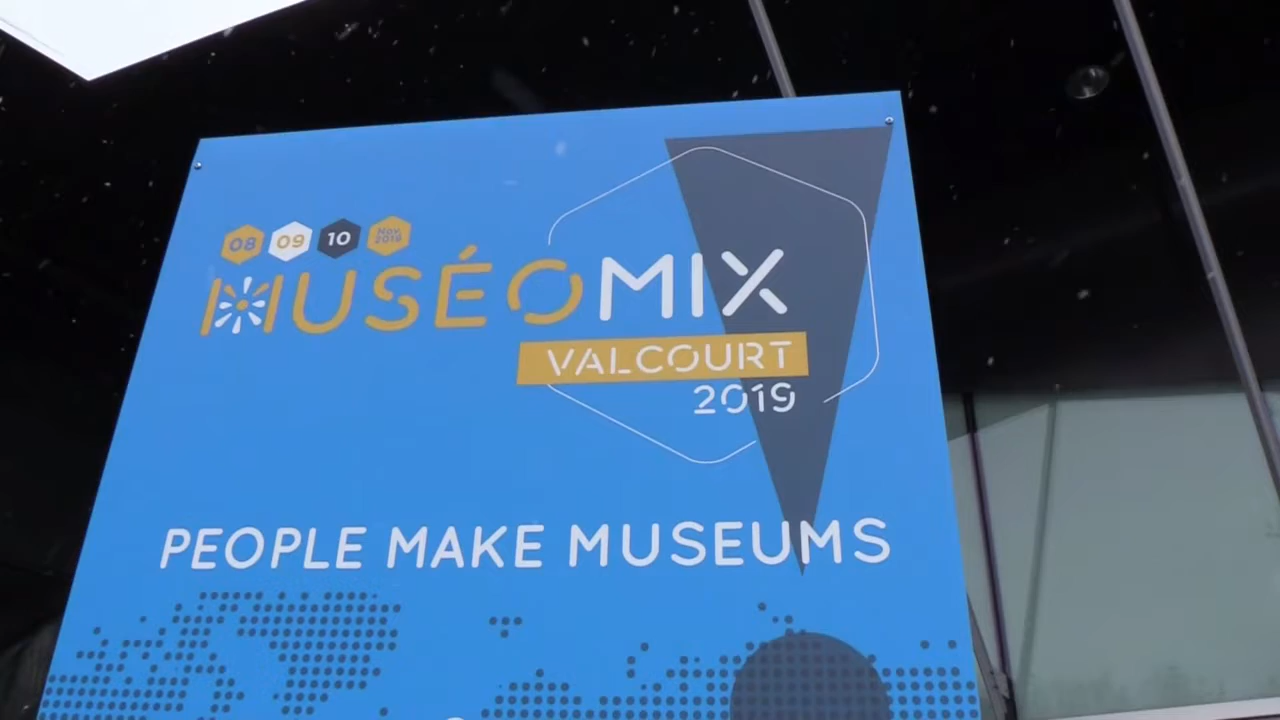 08 09 10 Nov. 2019
MUSÉOMIX
VALCOURT
2019
PEOPLE MAKE MUSEUMS